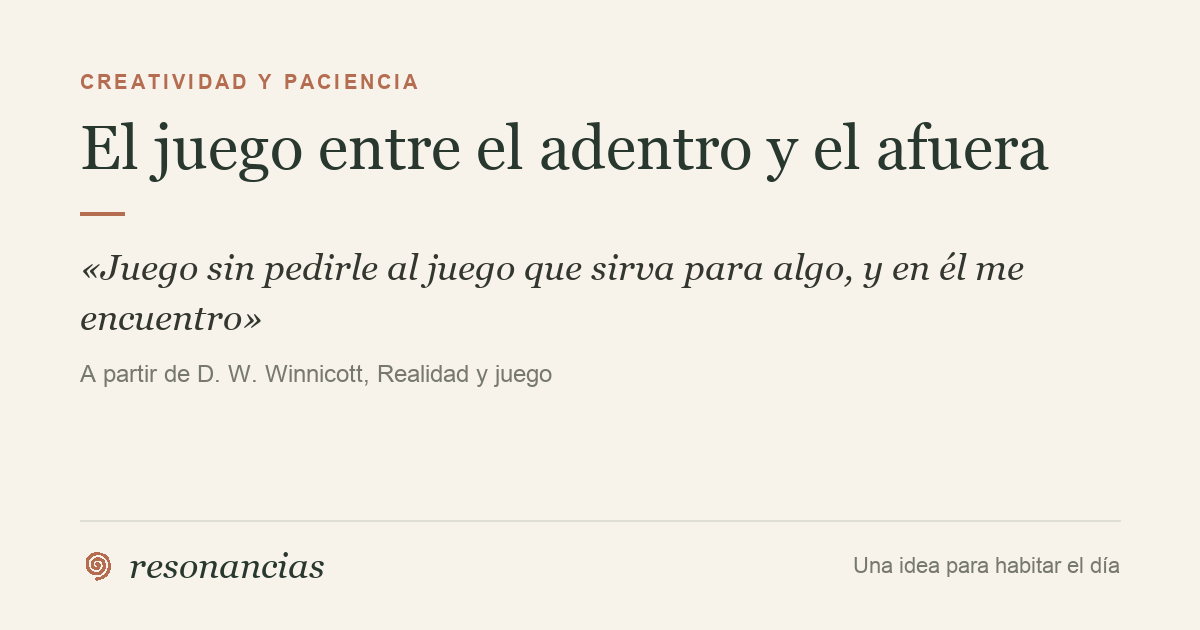 CREATIVIDAD Y PACIENCIA
El juego entre el adentro y el afuera
«Juego sin pedirle al juego que sirva para algo, y en él me
encuentro»
A partir de D. W. Winnicott, Realidad y juego
resonancias
Una idea para habitar el día